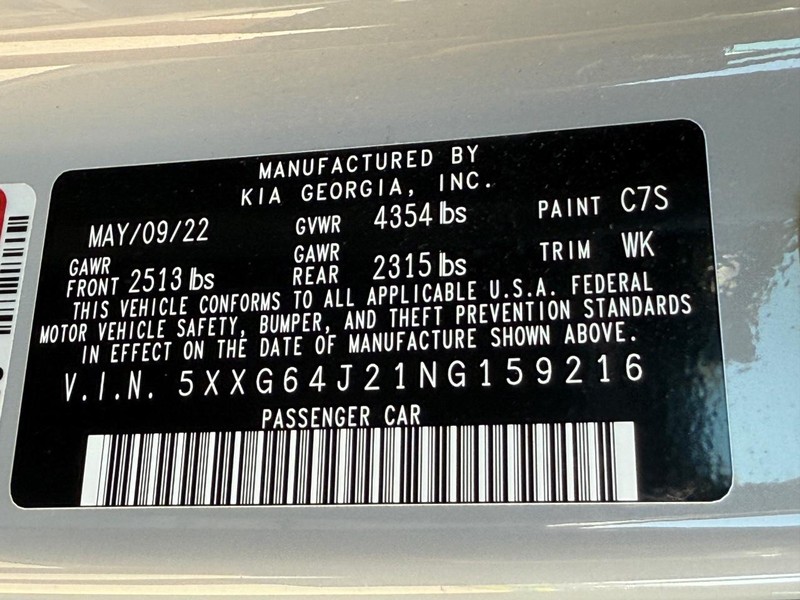 MANUFACTURED BY
KIA GEORGIA, INC.
MAY/09/22 GVWR 4354 lbs PAINT C7S
GAWR FRONT 2513 lbs GAWR REAR 2315 lbs TRIM WK
THIS VEHICLE CONFORMS TO ALL APPLICABLE U.S.A. FEDERAL
MOTOR VEHICLE SAFETY, BUMPER, AND THEFT PREVENTION STANDARDS
IN EFFECT ON THE DATE OF MANUFACTURE SHOWN ABOVE.
V.I.N. 5XXG64J21NG159216
PASSENGER CAR